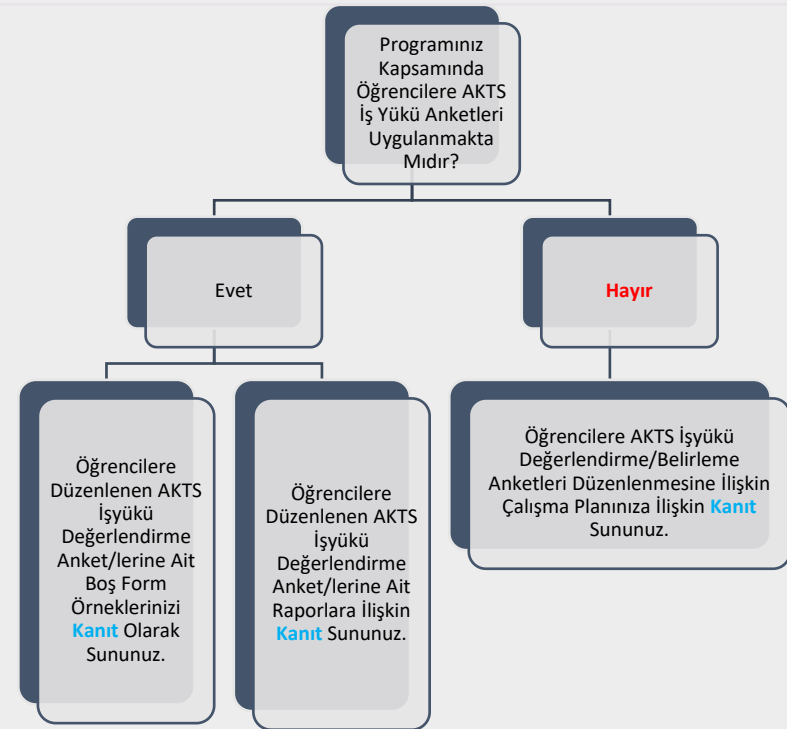 Programınız
Kapsamında
Öğrencilere AKTS
İş Yükü Anketleri
Uygulanmakta
Mıdır?
Evet
Hayır
Öğrencilere
Düzenlenen AKTS
İşyükü
Değerlendirme
Anket/lerine Ait
Boş Form
Örneklerinizi
Kanıt Olarak
Sununuz.
Öğrencilere
Düzenlenen AKTS
İşyükü
Değerlendirme
Anket/lerine Ait
Raporlara İlişkin
Kanıt Sununuz.
Öğrencilere AKTS İşyükü
Değerlendirme/Belirleme
Anketleri Düzenlenmesine İlişkin
Çalışma Planınıza İlişkin Kanıt
Sununuz.